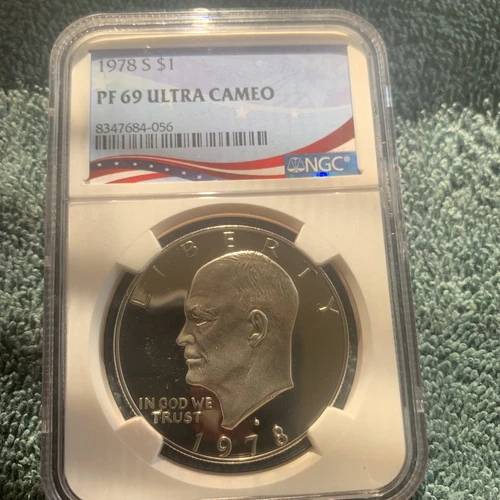 1978 S $1
PF 69 ULTRA CAMEO
8347684-056
NGC
LIBERTY
IN GOD WE
TRUST
S
1978